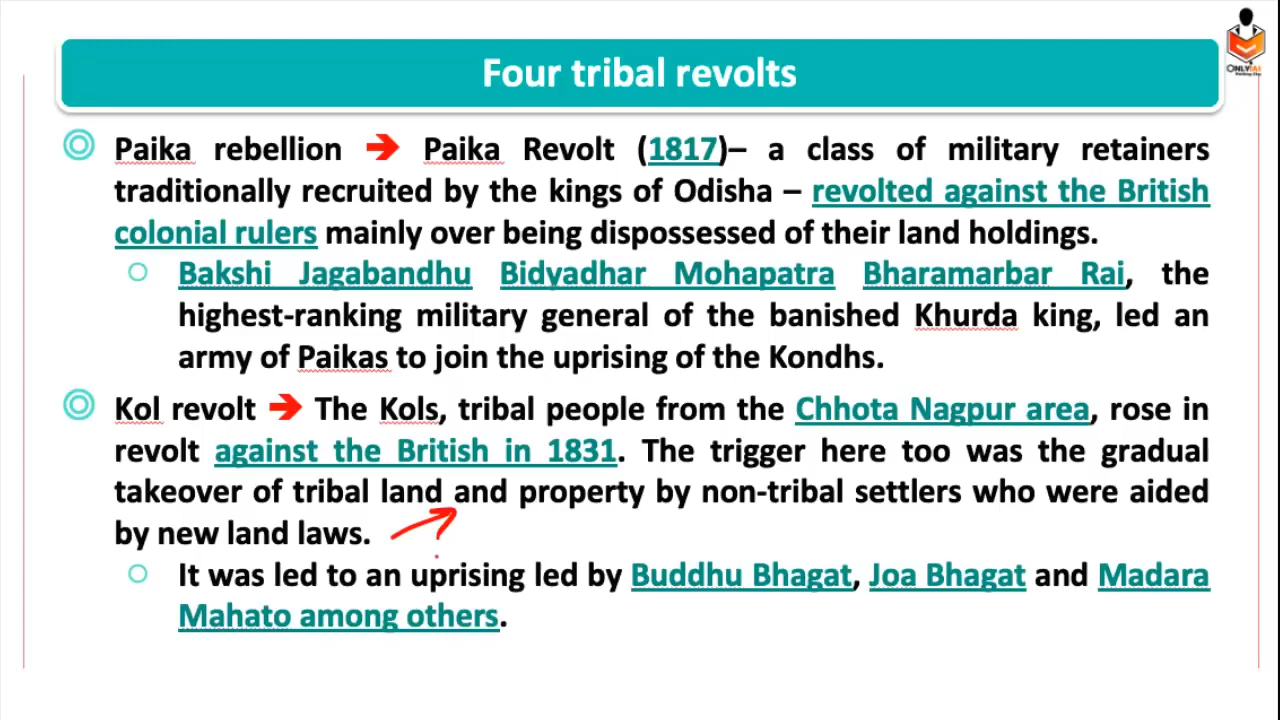 Four tribal revolts
ONLYIAS
Paika rebellion ➔ Paika Revolt (1817)– a class of military retainers
traditionally recruited by the kings of Odisha – revolted against the British
colonial rulers mainly over being dispossessed of their land holdings.
Bakshi Jagabandhu Bidyadhar Mohapatra Bharamarbar Rai, the
highest-ranking military general of the banished Khurda king, led an
army of Paikas to join the uprising of the Kondhs.
Kol revolt ➔ The Kols, tribal people from the Chhota Nagpur area, rose in
revolt against the British in 1831. The trigger here too was the gradual
takeover of tribal land and property by non-tribal settlers who were aided
by new land laws.
It was led to an uprising led by Buddhu Bhagat, Joa Bhagat and Madara
Mahato among others.